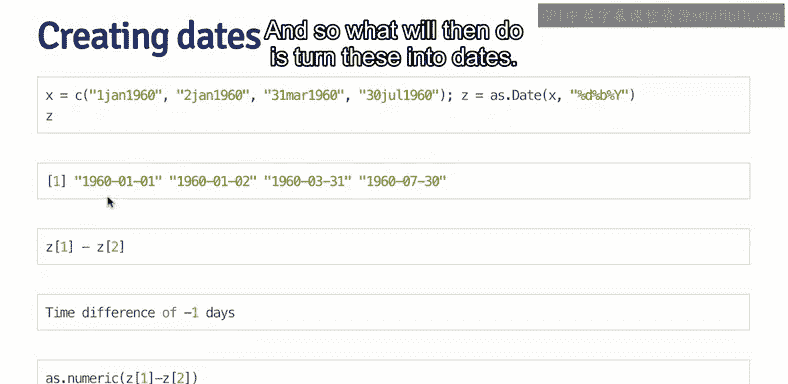 Creating dates
And so what will then do
is turn these into dates.
x = c("1jan1960", "2jan1960", "31mar1960", "30jul1960"); z = as.Date(x, "%d%b%Y")
z
[1] "1960-01-01" "1960-01-02" "1960-03-31" "1960-07-30"
z[1] - z[2]
Time difference of -1 days
as.numeric(z[1]-z[2])